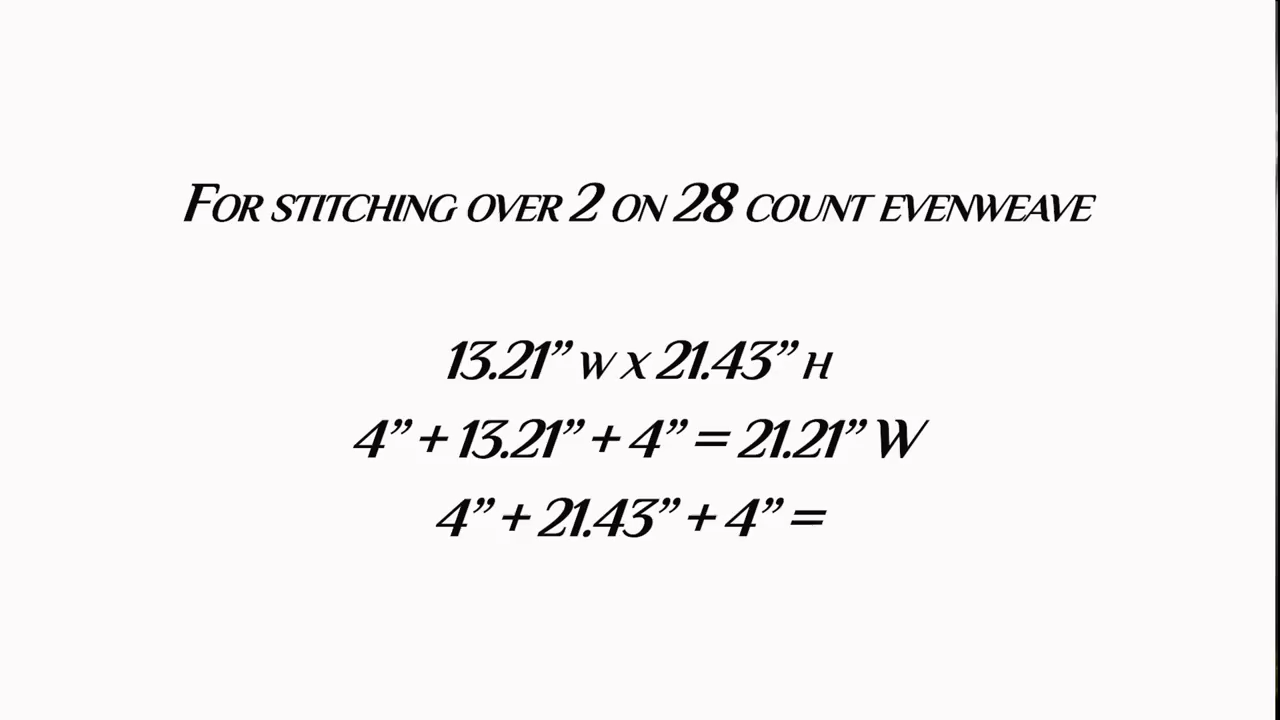 For stitching over 2 on 28 count evenweave
13.21” w x 21.43” h
4” + 13.21” + 4” = 21.21” W
4” + 21.43” + 4” =